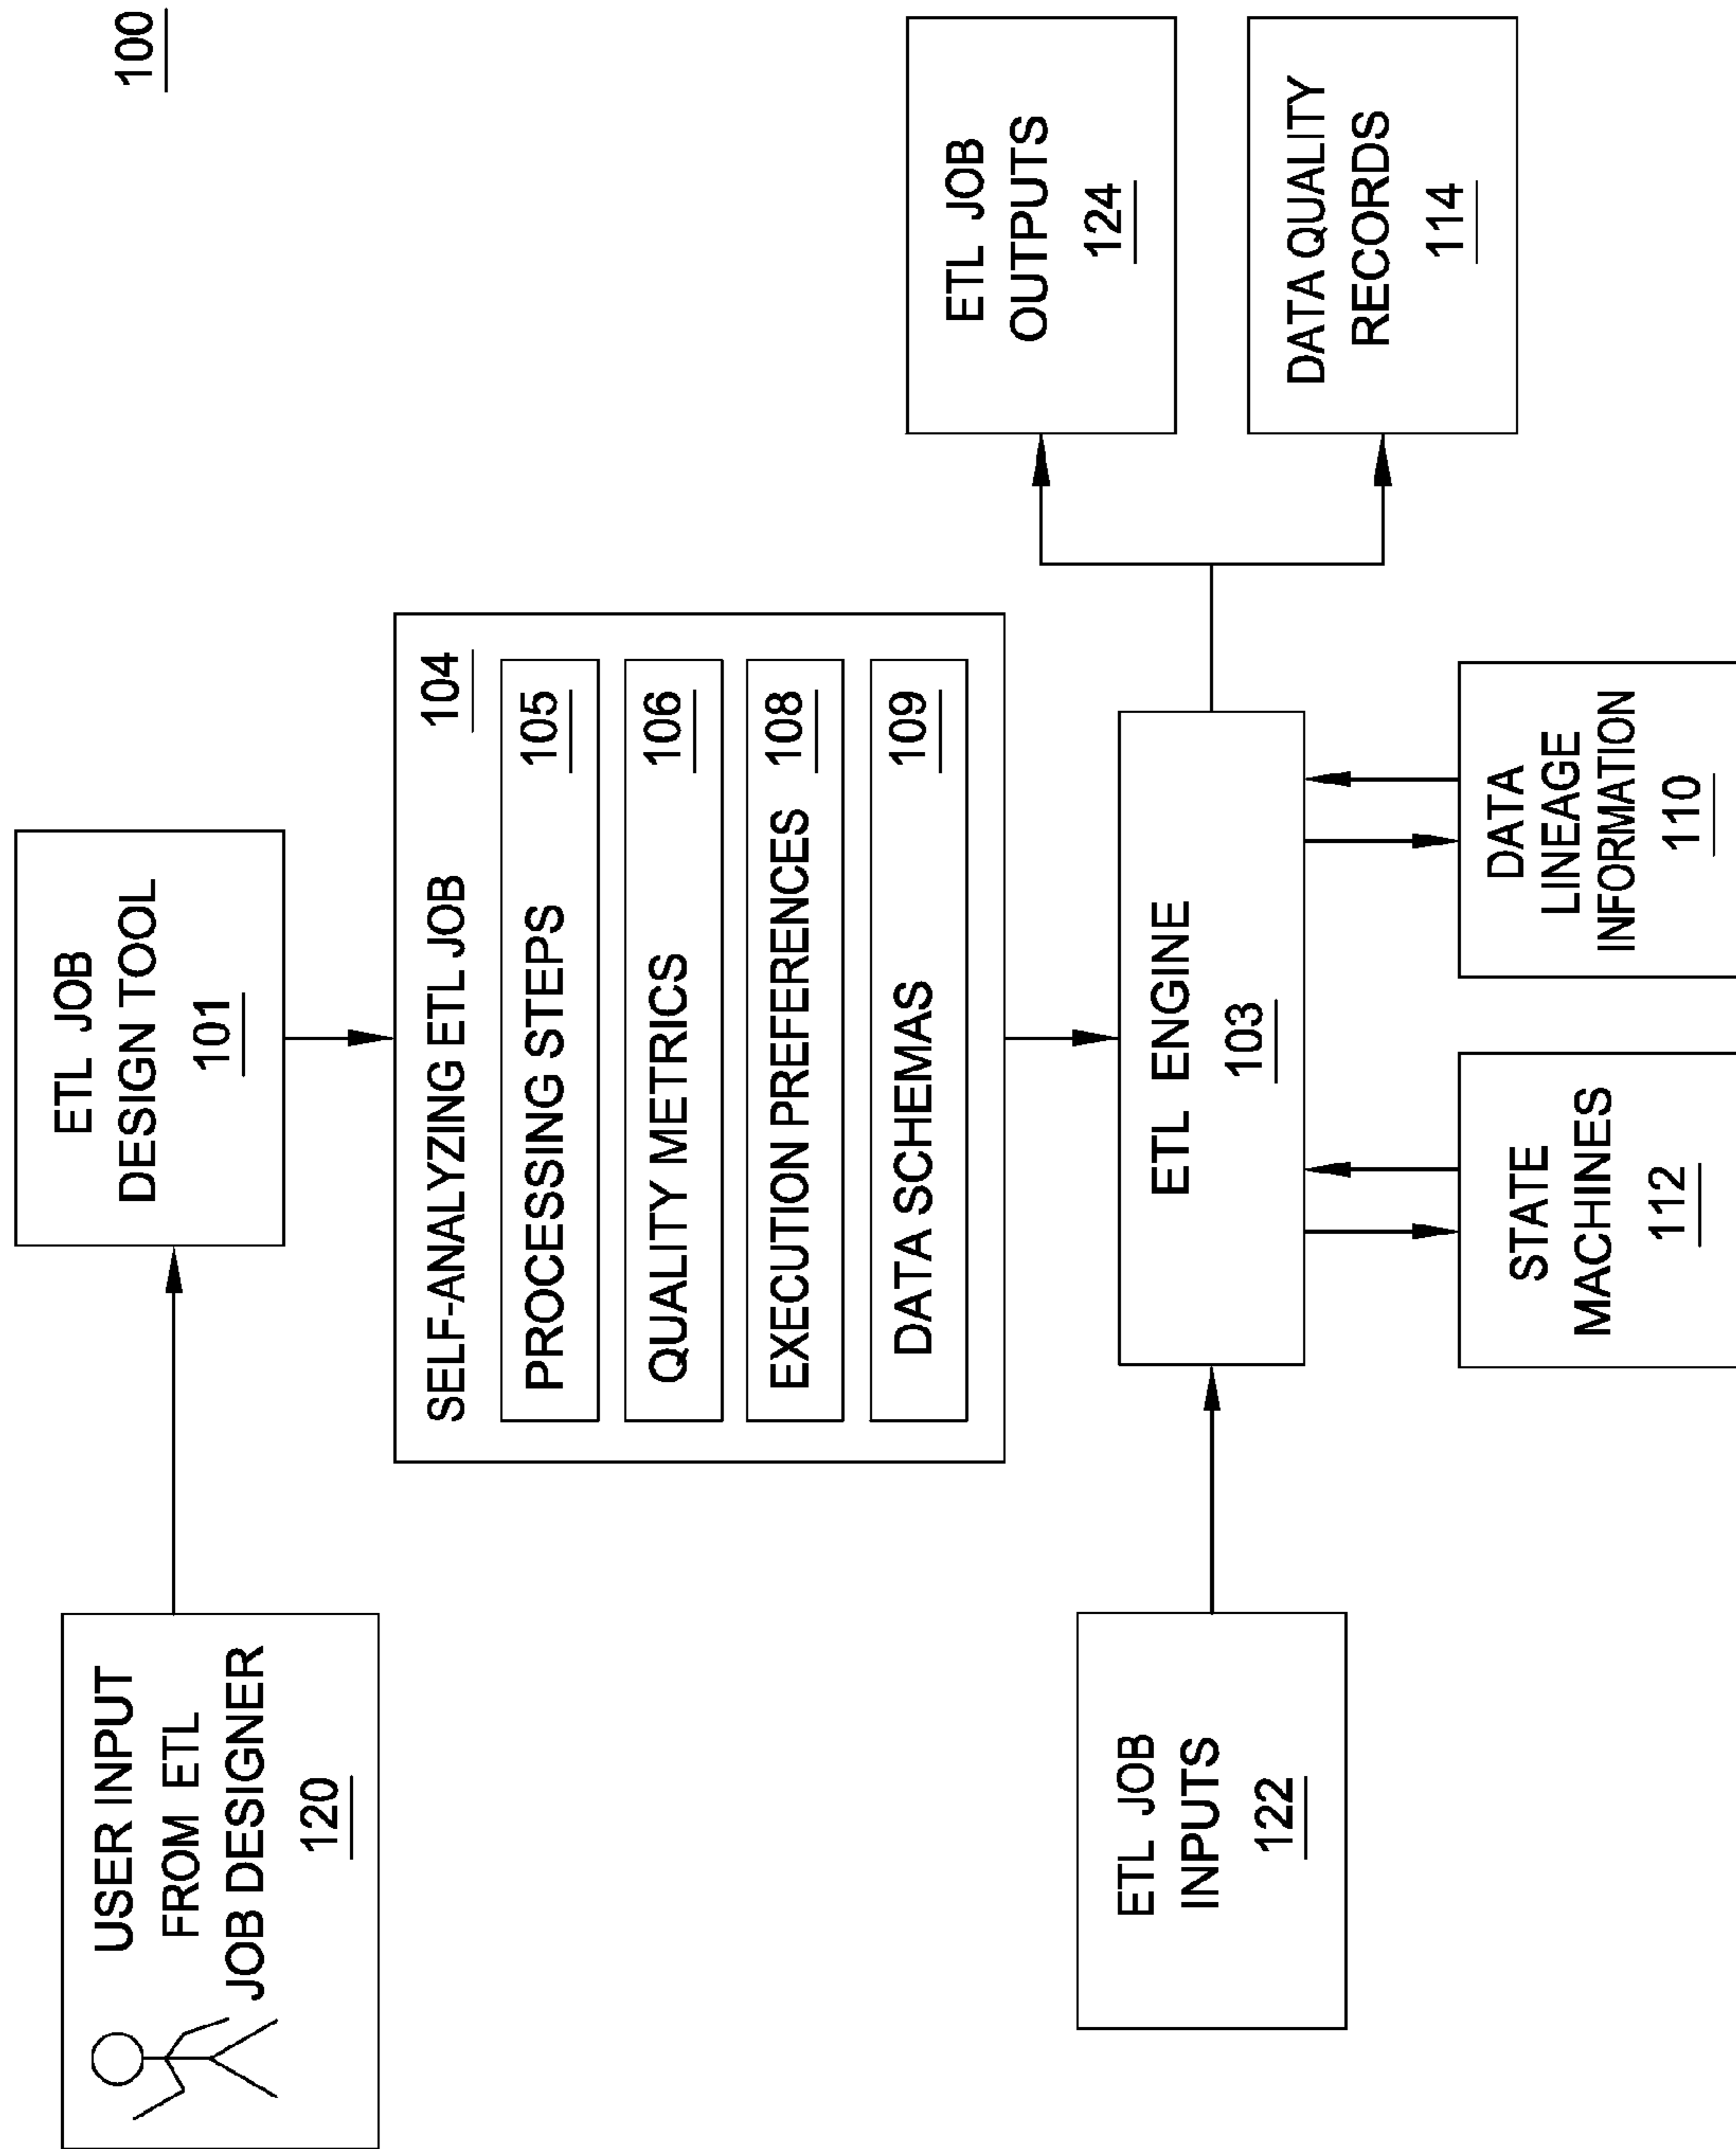 100
USER INPUT
FROM ETL
JOB DESIGNER
120
ETL JOB
DESIGN TOOL
101
SELF-ANALYZING ETL JOB
104
PROCESSING STEPS
105
QUALITY METRICS
106
EXECUTION PREFERENCES
108
DATA SCHEMAS
109
ETL JOB
INPUTS
122
ETL ENGINE
103
ETL JOB
OUTPUTS
124
DATA QUALITY
RECORDS
114
STATE
MACHINES
112
DATA
LINEAGE
INFORMATION
110